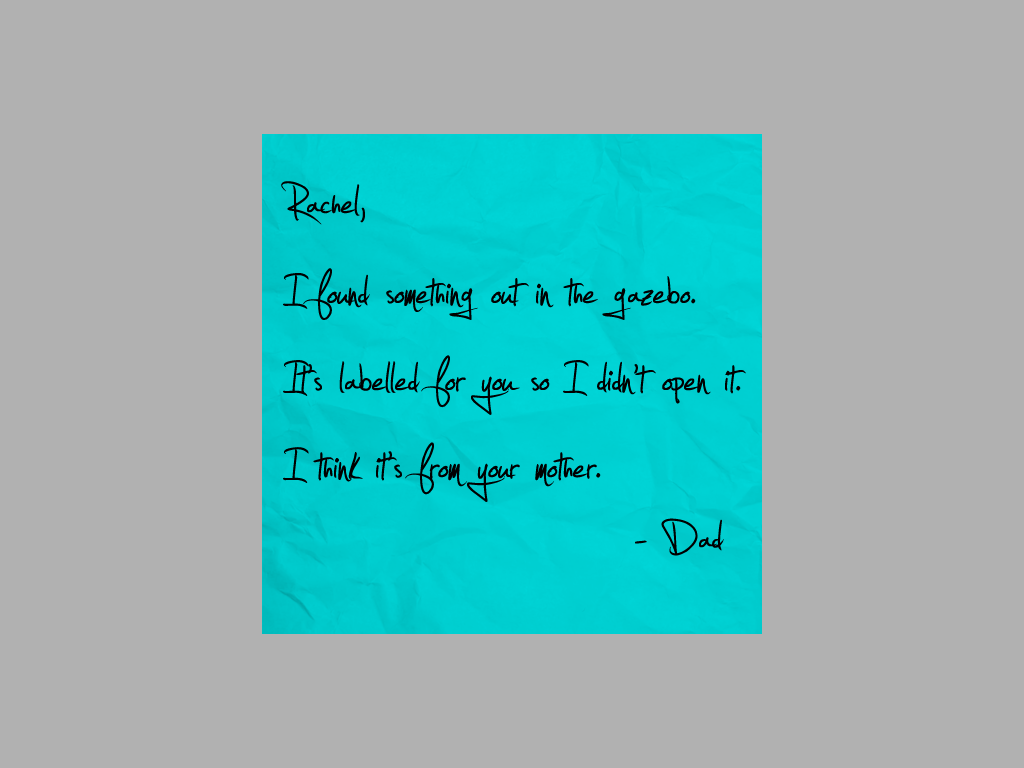 Rachel,
I found something out in the gazebo.
It's labelled for you so I didn't open it.
I think it's from your mother.
- Dad